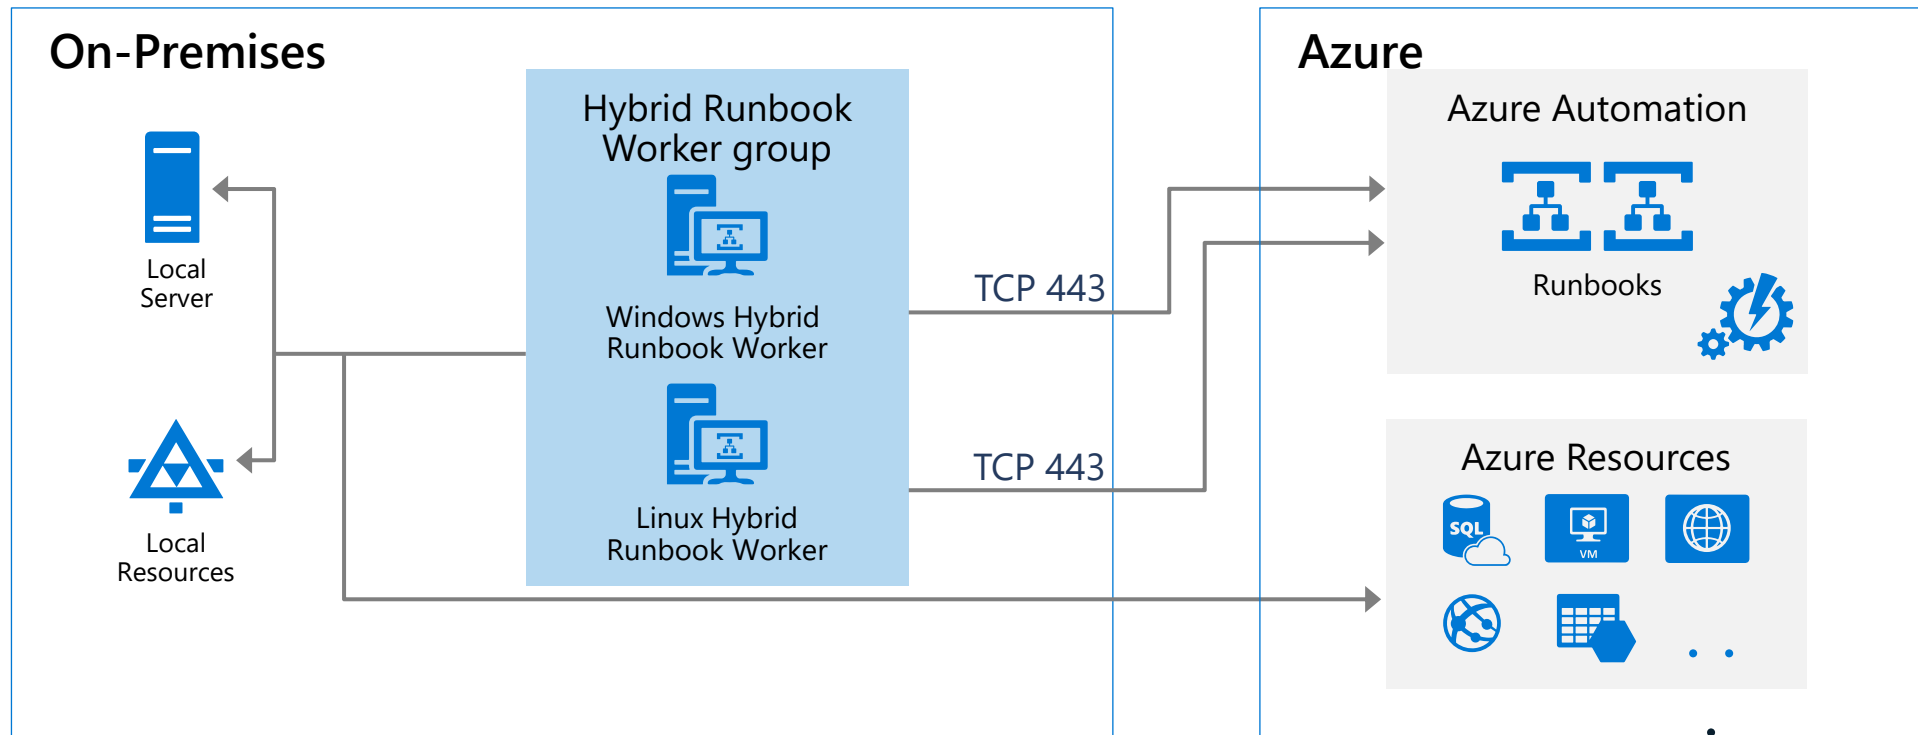 On-Premises
Hybrid Runbook
Worker group
Local
Server
Windows Hybrid
Runbook Worker
TCP 443
Local
Resources
Linux Hybrid
Runbook Worker
TCP 443
Azure
Azure Automation
Runbooks
Azure Resources
SQL
VM